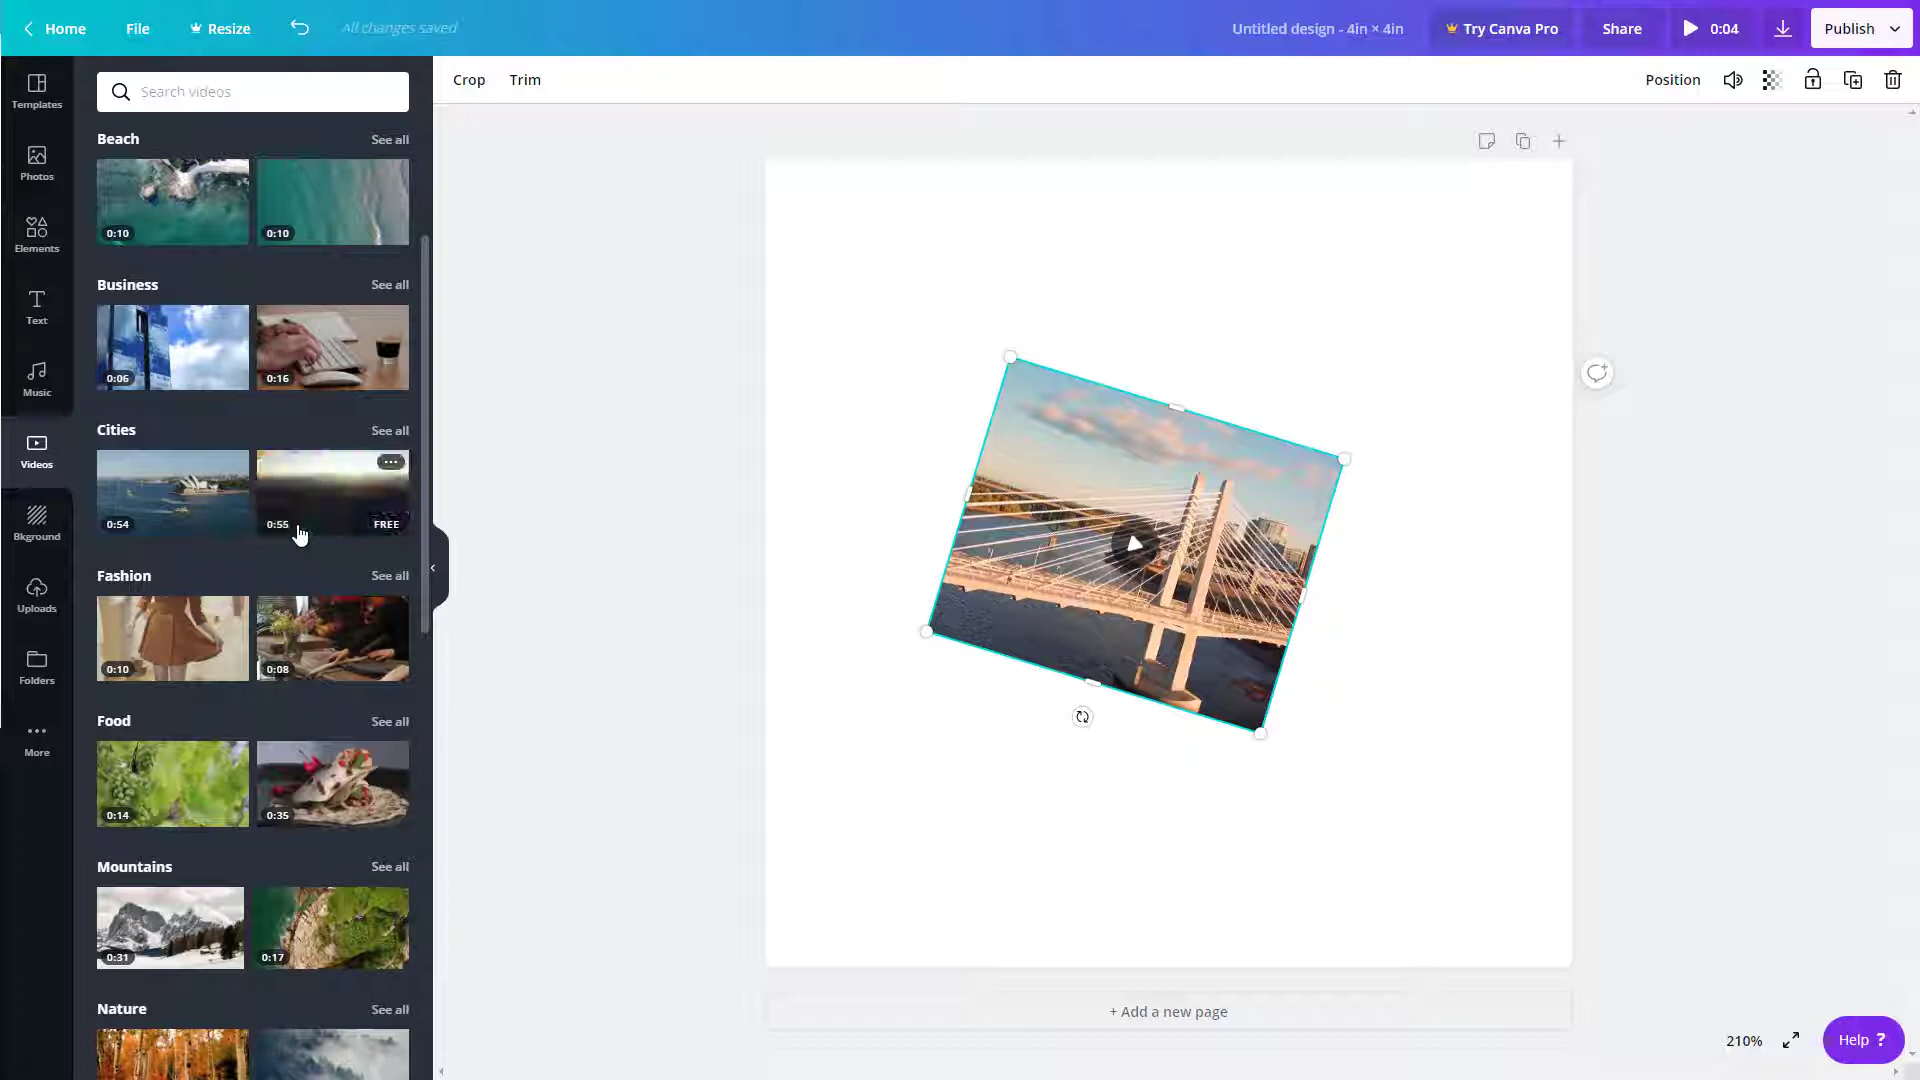 Home File Resize All changes saved Untitled design - 4in × 4in Try Canva Pro Share 0:04 Publish
Crop Trim Position
Templates
Photos
Elements
Text
Music
Videos
Bkground
Uploads
Folders
More
Search videos
Beach See all
0:10 0:10
Business See all
0:06 0:16
Cities See all
0:54 0:55 FREE
Fashion See all
0:10 0:08
Food See all
0:14 0:35
Mountains See all
0:31 0:17
Nature See all
+ Add a new page
210% Help ?